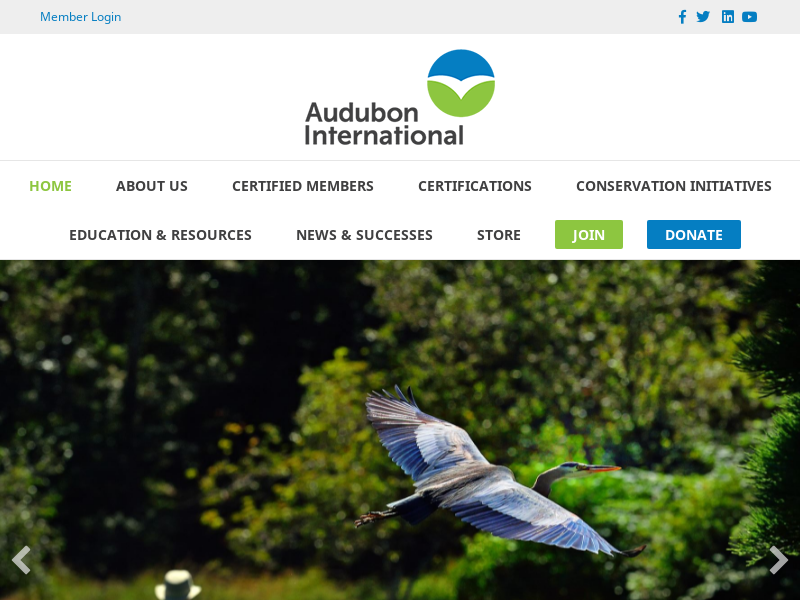 Member Login
Audubon
International
HOME ABOUT US CERTIFIED MEMBERS CERTIFICATIONS CONSERVATION INITIATIVES
EDUCATION & RESOURCES NEWS & SUCCESSES STORE JOIN DONATE